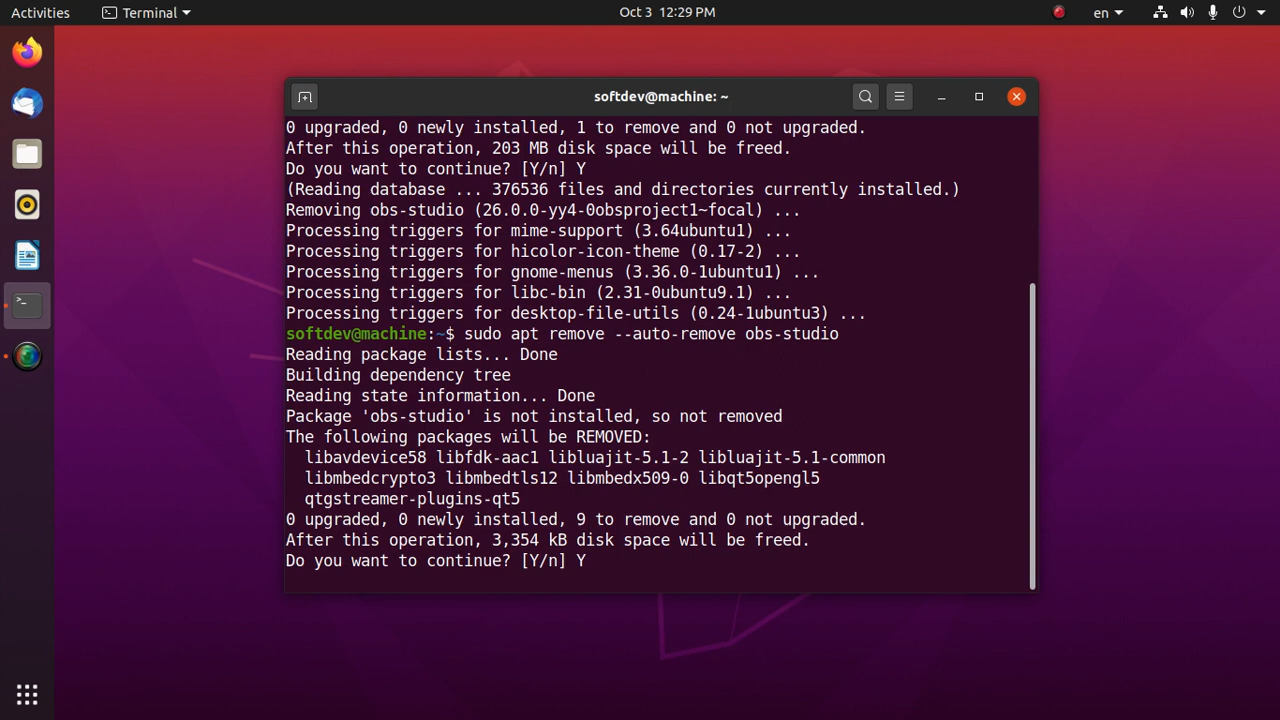 Activities
Terminal
Oct 3 12:29 PM
en
softdev@machine: ~
0 upgraded, 0 newly installed, 1 to remove and 0 not upgraded.
After this operation, 203 MB disk space will be freed.
Do you want to continue? [Y/n] Y
(Reading database ... 376536 files and directories currently installed.)
Removing obs-studio (26.0.0-yy4-0obsproject1~focal) ...
Processing triggers for mime-support (3.64ubuntu1) ...
Processing triggers for hicolor-icon-theme (0.17-2) ...
Processing triggers for gnome-menus (3.36.0-1ubuntu1) ...
Processing triggers for libc-bin (2.31-0ubuntu9.1) ...
Processing triggers for desktop-file-utils (0.24-1ubuntu3) ...
softdev@machine:~$ sudo apt remove --auto-remove obs-studio
Reading package lists... Done
Building dependency tree
Reading state information... Done
Package 'obs-studio' is not installed, so not removed
The following packages will be REMOVED:
  libavdevice58 libfdk-aac1 libluajit-5.1-2 libluajit-5.1-common
  libmbedcrypto3 libmbedtls12 libmbedx509-0 libqt5opengl5
  qtgstreamer-plugins-qt5
0 upgraded, 0 newly installed, 9 to remove and 0 not upgraded.
After this operation, 3,354 kB disk space will be freed.
Do you want to continue? [Y/n] Y